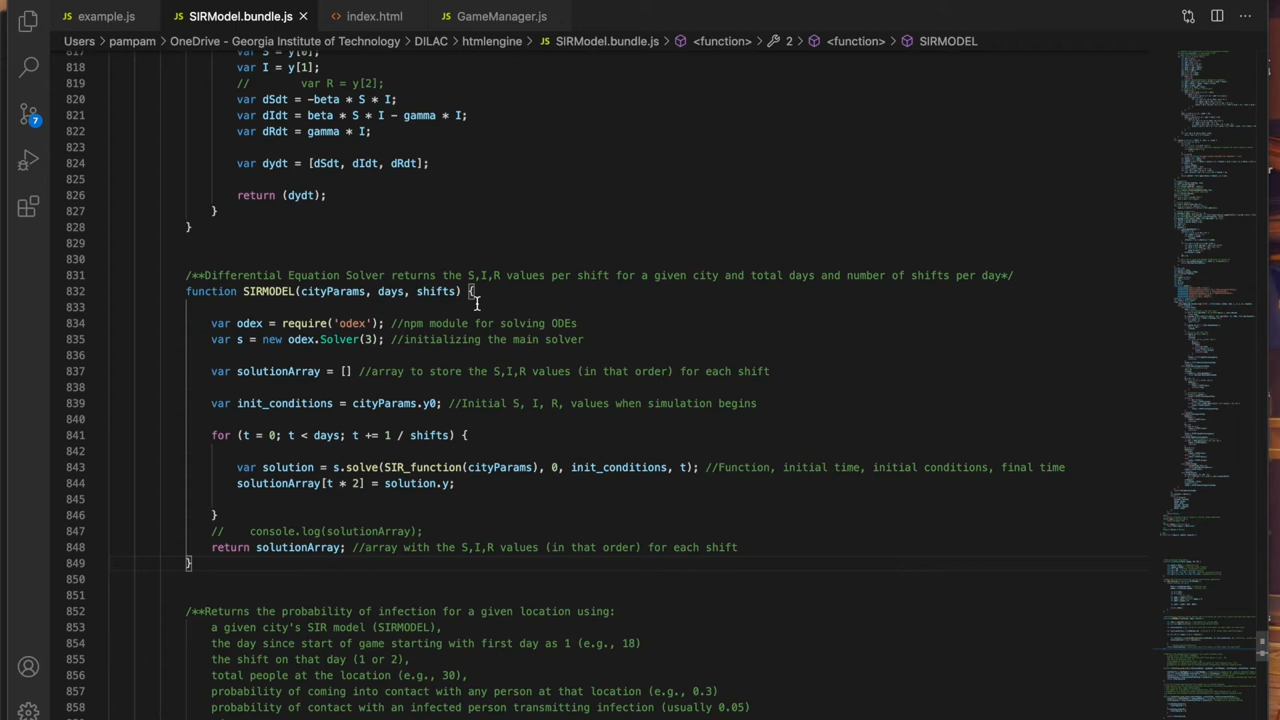 example.js
SIRModel.bundle.js
index.html
GameManager.js
Users > pampam > OneDrive - Georgia Institute of Technology > DILAC > htmlengine > SIRModel.bundle.js > <function> > 2 > <function> > SIRMODEL
817 var S = y[0];
818 var I = y[1];
819 // var R = y[2];
820 var dSdt = -beta * S * I;
821 var dIdt = beta * S * I - gamma * I;
822 var dRdt = gamma * I;
823
824 var dydt = [dSdt, dIdt, dRdt];
825
826 return (dydt);
827 }
828 }
829
830
831 /**Differential Equation Solver returns the S,I,R values per shift for a given city and total days and number of shifts per day*/
832 function SIRMODEL(cityParams, days, shifts) {
833
834 var odex = require('odex'); //npm module for solving ODEs
835 var s = new odex.Solver(3); //initializing the main solver
836
837 var solutionArray = [] //array to store the S,I,R values (in that order) for each shift
838
839 var init_conditions = cityParams.y0; //Initial S, I, R, values when simulation begins
840
841 for (t = 0; t < days; t += 1 / shifts) {
842
843 var solution = s.solve(SIR_function(cityParams), 0, init_conditions, t); //Function, initial time, initial conditions, final time
844 solutionArray[t * 2] = solution.y;
845
846 }
847 // console.log(solutionArray);
848 return solutionArray; //array with the S,I,R values (in that order) for each shift
849 }
850
851
852 /**Returns the probability of infection for a given location using:
853 a given city's SIR model (SIRMODEL),
854 the day since start of game starting with first day as 1 (e.g., 18)
855 the shift on that day (1 or 2),
856 total people at the location (e.g., 30),
857 probability of coming into contact with any person at that location (e.g., 0.3)
858 probability of contact with an infected person transmitting infection (usually 0.05)
7